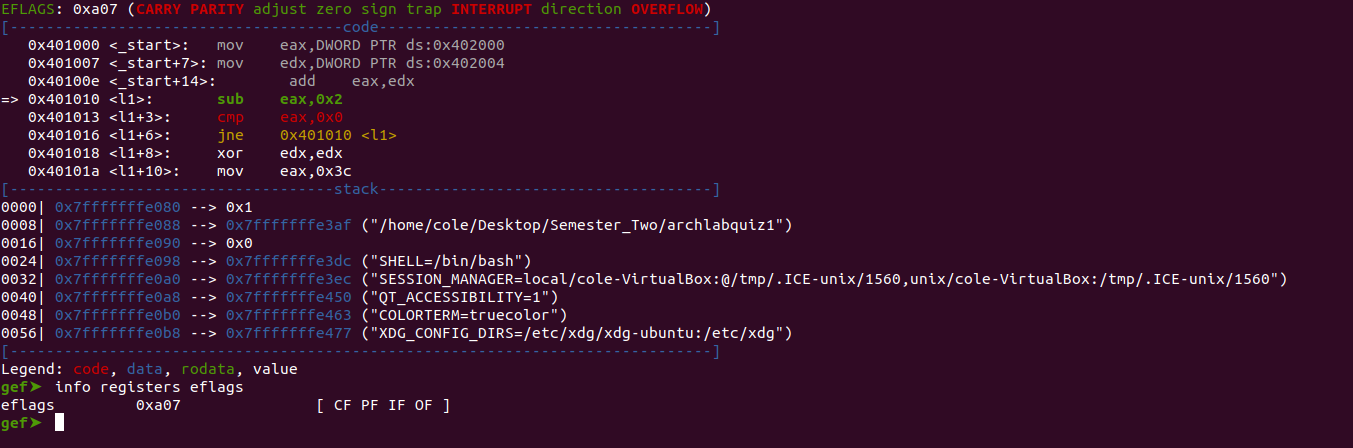 EFLAGS: 0xa07 (CARRY PARITY adjust zero sign trap INTERRUPT direction OVERFLOW)
[-------------------------------------code-------------------------------------]
   0x401000 <_start>:	mov    eax,DWORD PTR ds:0x402000
   0x401007 <_start+7>:	mov    edx,DWORD PTR ds:0x402004
   0x40100e <_start+14>:	add    eax,edx
=> 0x401010 <l1>:	sub    eax,0x2
   0x401013 <l1+3>:	cmp    eax,0x0
   0x401016 <l1+6>:	jne    0x401010 <l1>
   0x401018 <l1+8>:	xor    edx,edx
   0x40101a <l1+10>:	mov    eax,0x3c
[------------------------------------stack-------------------------------------]
0000| 0x7fffffffe080 --> 0x1
0008| 0x7fffffffe088 --> 0x7fffffffe3af ("/home/cole/Desktop/Semester_Two/archlabquiz1")
0016| 0x7fffffffe090 --> 0x0
0024| 0x7fffffffe098 --> 0x7fffffffe3dc ("SHELL=/bin/bash")
0032| 0x7fffffffe0a0 --> 0x7fffffffe3ec ("SESSION_MANAGER=local/cole-VirtualBox:@/tmp/.ICE-unix/1560,unix/cole-VirtualBox:/tmp/.ICE-unix/1560")
0040| 0x7fffffffe0a8 --> 0x7fffffffe450 ("QT_ACCESSIBILITY=1")
0048| 0x7fffffffe0b0 --> 0x7fffffffe463 ("COLORTERM=truecolor")
0056| 0x7fffffffe0b8 --> 0x7fffffffe477 ("XDG_CONFIG_DIRS=/etc/xdg/xdg-ubuntu:/etc/xdg")
[------------------------------------------------------------------------------]
Legend: code, data, rodata, value
gef➤  info registers eflags
eflags         0xa07               [ CF PF IF OF ]
gef➤